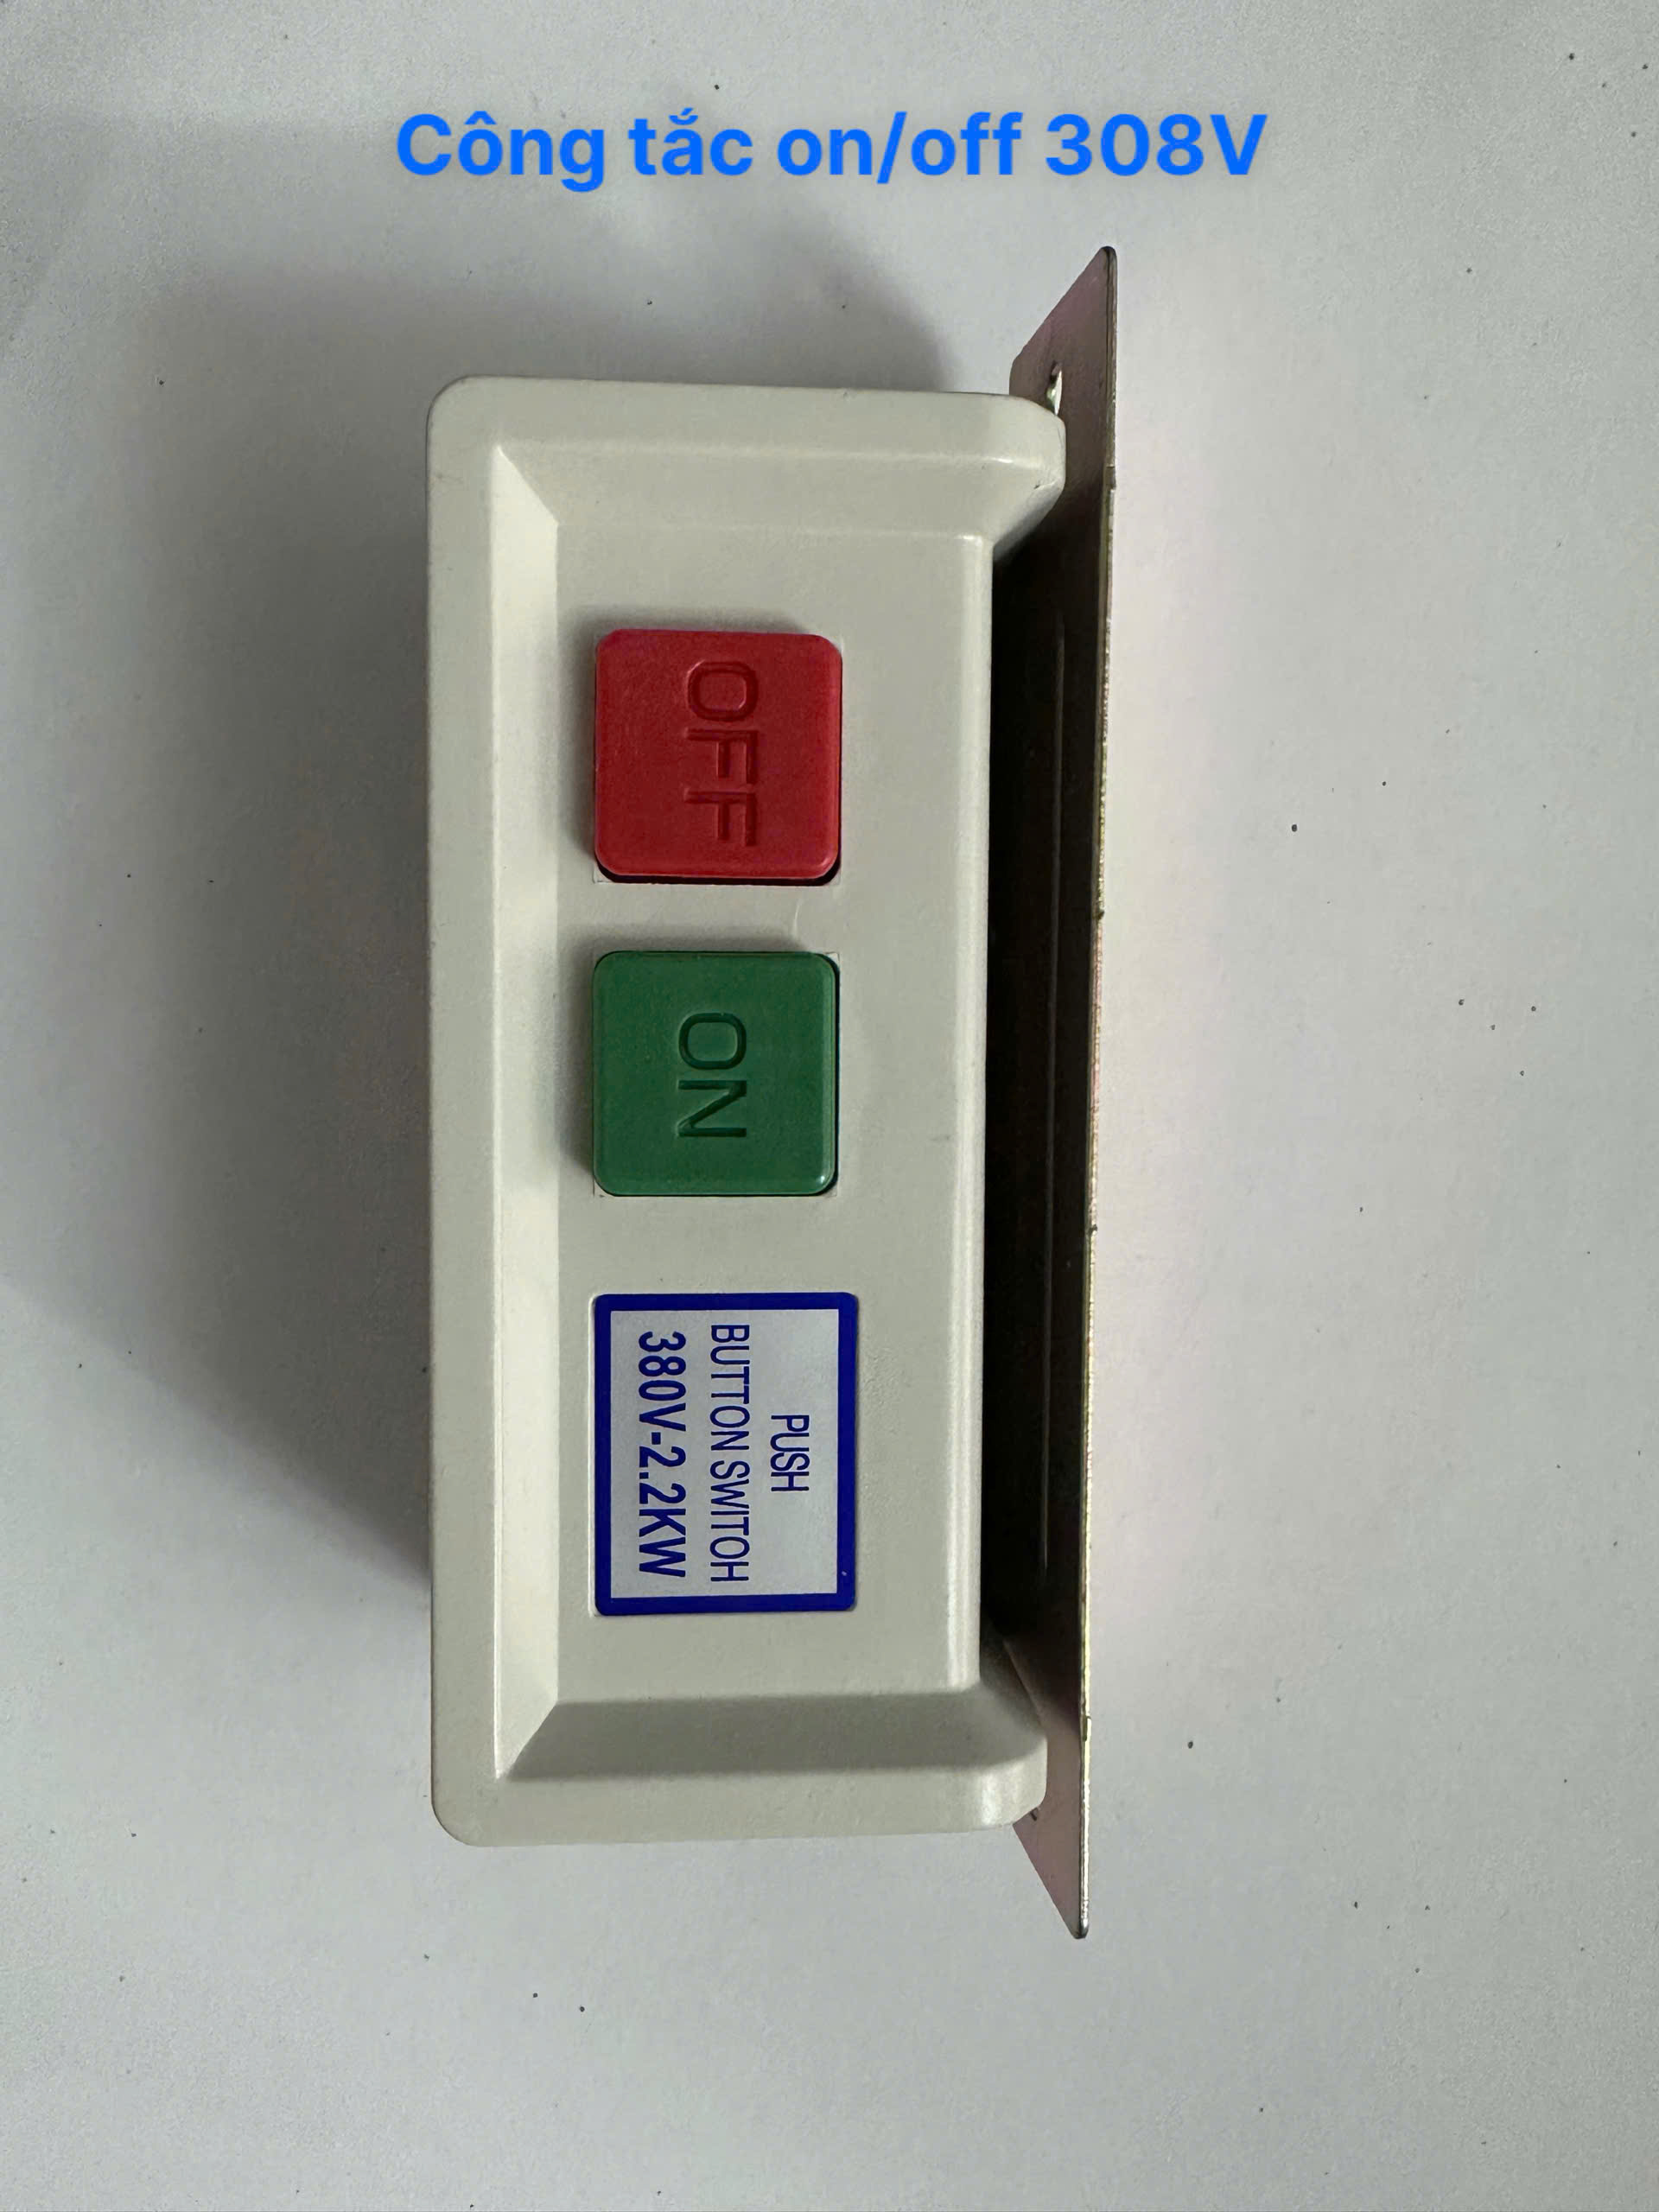 Công tắc on/off 308V
OFF
ON
PUSH
BUTTON SWITOH
380V-2.2KW